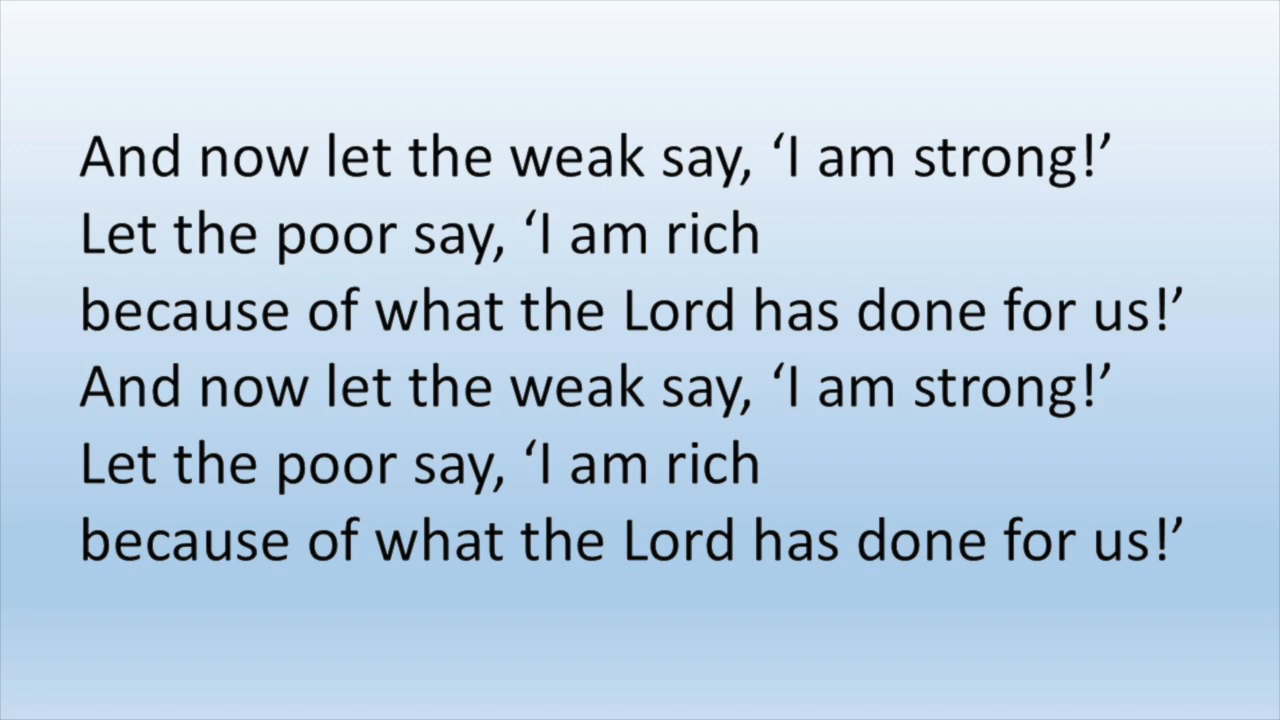 And now let the weak say, ‘I am strong!’
Let the poor say, ‘I am rich
because of what the Lord has done for us!’
And now let the weak say, ‘I am strong!’
Let the poor say, ‘I am rich
because of what the Lord has done for us!’